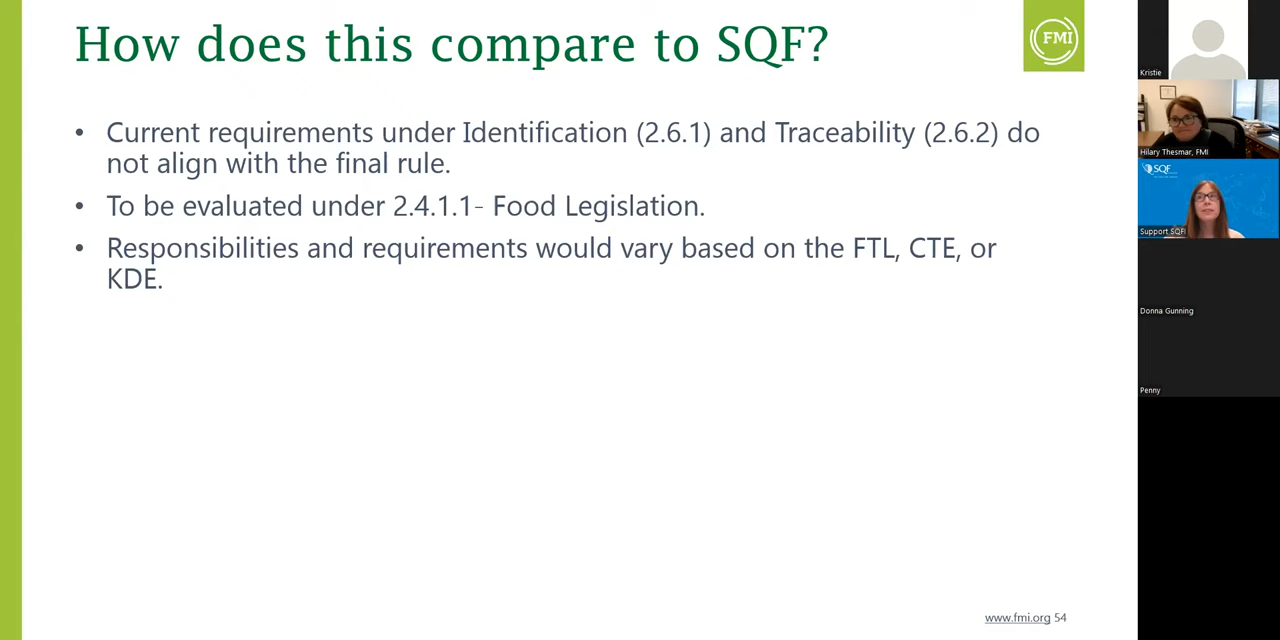 How does this compare to SQF?
FMI
• Current requirements under Identification (2.6.1) and Traceability (2.6.2) do
not align with the final rule.
• To be evaluated under 2.4.1.1- Food Legislation.
• Responsibilities and requirements would vary based on the FTL, CTE, or
KDE.
www.fmi.org 54
Kristie
Hilary Thesmar, FMI
SQF
Support SQFI
Donna Gunning
Penny